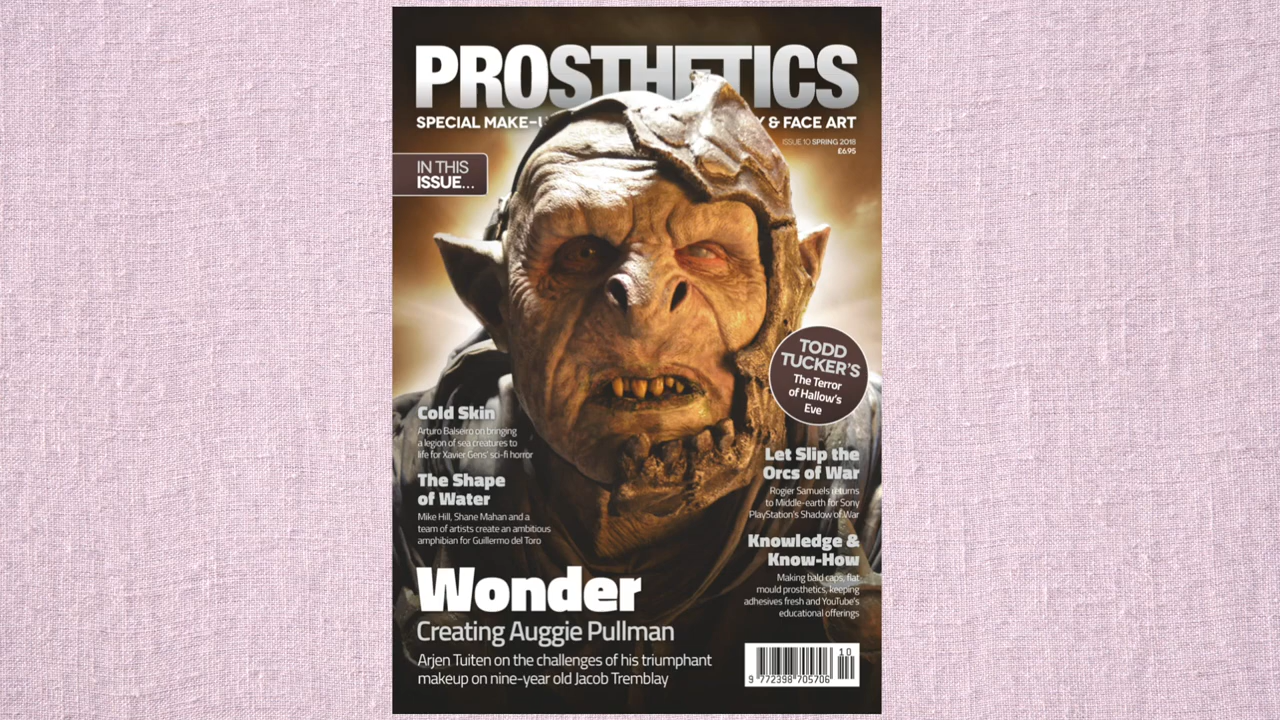 PROSTHETICS
SPECIAL MAKE-U Y & FACE ART
ISSUE 10 SPRING 2018
£6.95
IN THIS
ISSUE...
TODD
TUCKER'S
The Terror
of Hallow's
Eve
Cold Skin
Arturo Balseiro on bringing
a legion of sea creatures to
life for Xavier Gens' sci-fi horror
The Shape
of Water
Mike Hill, Shane Mahan and a
team of artists create an ambitious
amphibian for Guillermo del Toro
Let Slip the
Orcs of War
Rogier Samuels returns
to Middle-earth for Sony
PlayStation's Shadow of War
Knowledge &
Know-How
Making bald caps, flat
mould prosthetics, keeping
adhesives fresh and YouTube's
educational offerings
Wonder
Creating Auggie Pullman
Arjen Tuiten on the challenges of his triumphant
makeup on nine-year old Jacob Tremblay
10
9 772398 705706